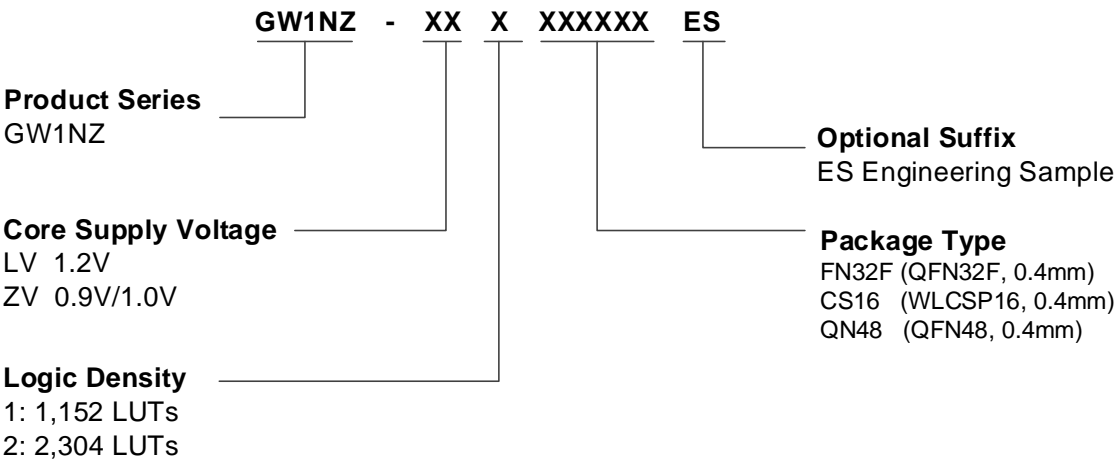 GW1NZ - XX X XXXXXX ES
Product Series
GW1NZ
Optional Suffix
ES Engineering Sample
Core Supply Voltage
LV 1.2V
ZV 0.9V/1.0V
Package Type
FN32F (QFN32F, 0.4mm)
CS16 (WLCSP16, 0.4mm)
QN48 (QFN48, 0.4mm)
Logic Density
1: 1,152 LUTs
2: 2,304 LUTs